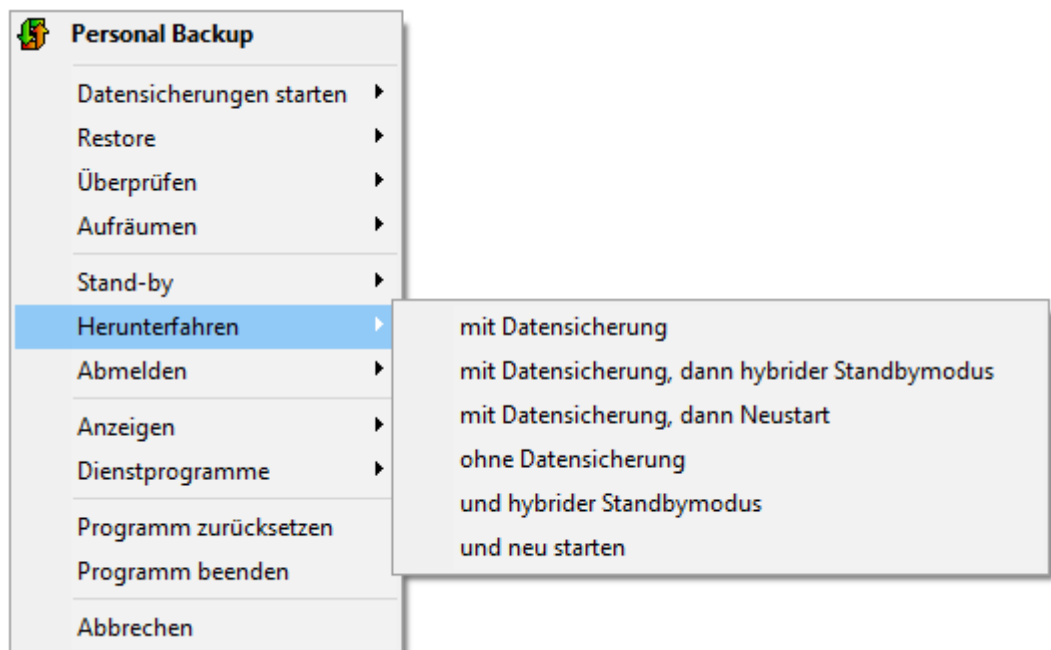 Personal Backup
Datensicherungen starten
Restore
Überprüfen
Aufräumen
Stand-by
Herunterfahren
Abmelden
Anzeigen
Dienstprogramme
Programm zurücksetzen
Programm beenden
Abbrechen
mit Datensicherung
mit Datensicherung, dann hybrider Standbymodus
mit Datensicherung, dann Neustart
ohne Datensicherung
und hybrider Standbymodus
und neu starten